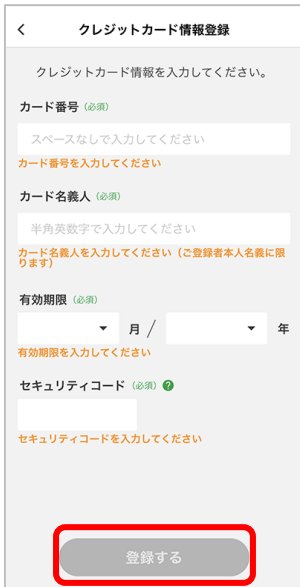 クレジットカード情報登録
クレジットカード情報を入力してください。
カード番号 (必須)
スペースなしで入力してください
カード番号を入力してください
カード名義人 (必須)
半角英数字で入力してください
カード名義人を入力してください（ご登録者本人名義に限
ります）
有効期限 (必須)
月 / 年
有効期限を入力してください
セキュリティコード (必須) ?
セキュリティコードを入力してください
登録する